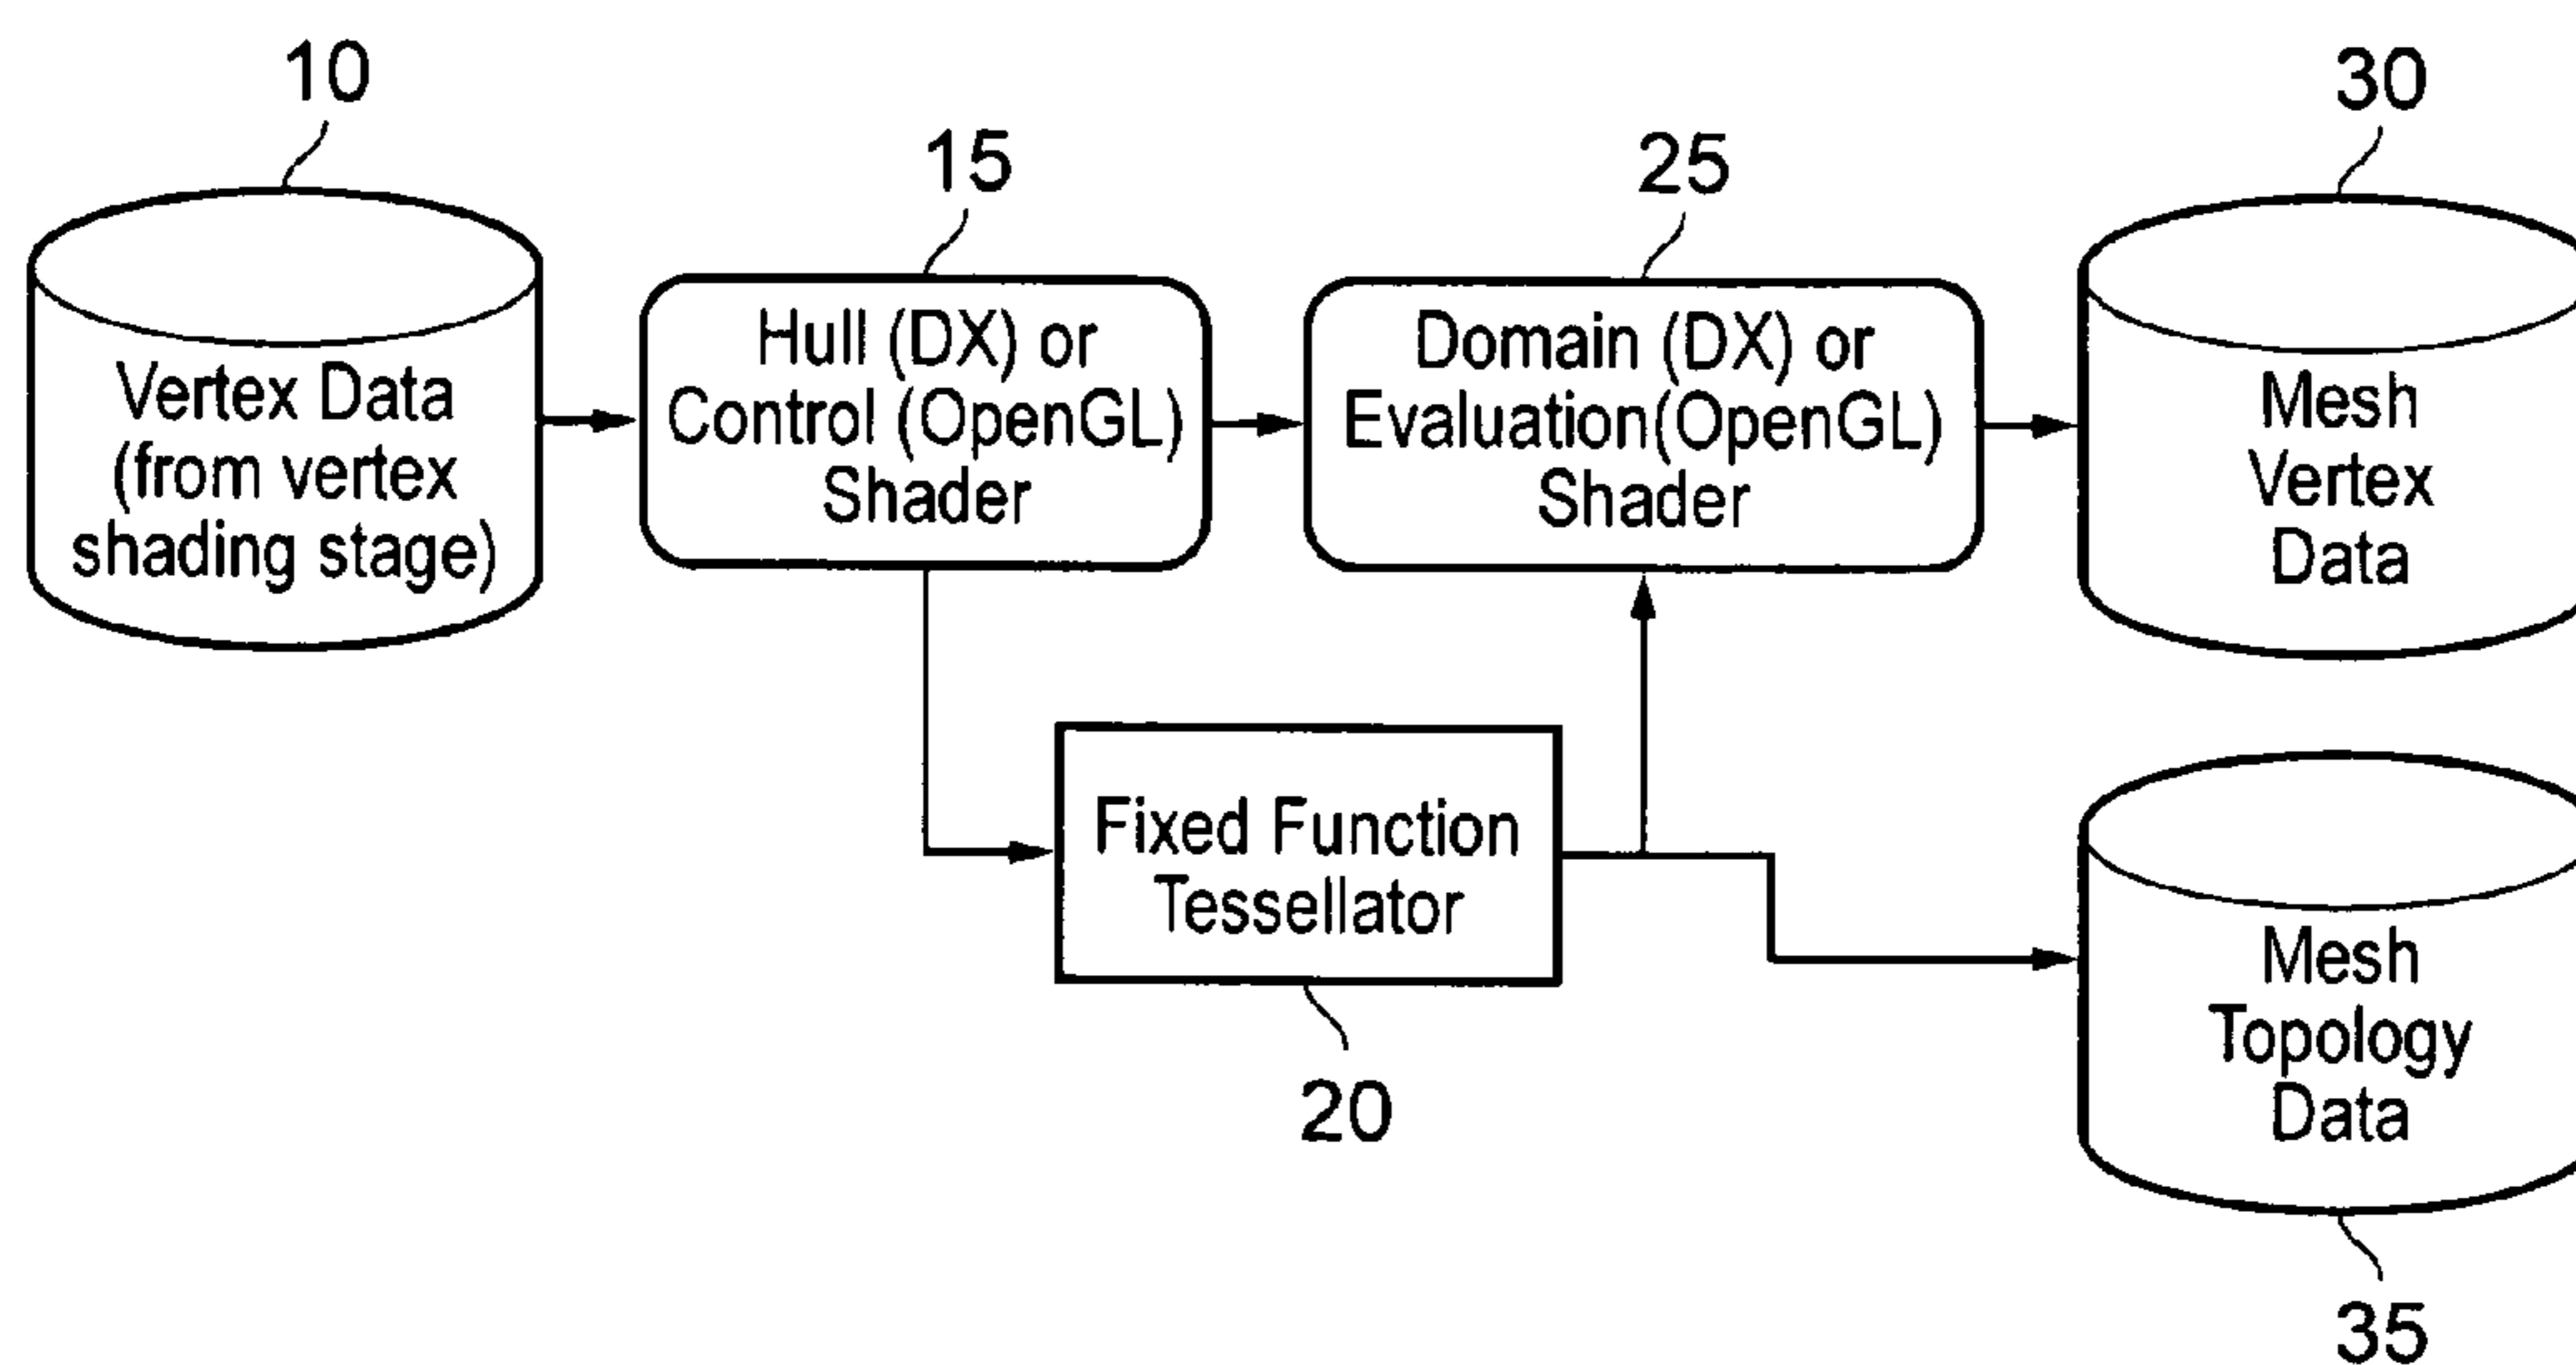 10
Vertex Data
(from vertex
shading stage)
15
Hull (DX) or
Control (OpenGL)
Shader
25
Domain (DX) or
Evaluation(OpenGL)
Shader
30
Mesh
Vertex
Data
Fixed Function
Tessellator
20
Mesh
Topology
Data
35